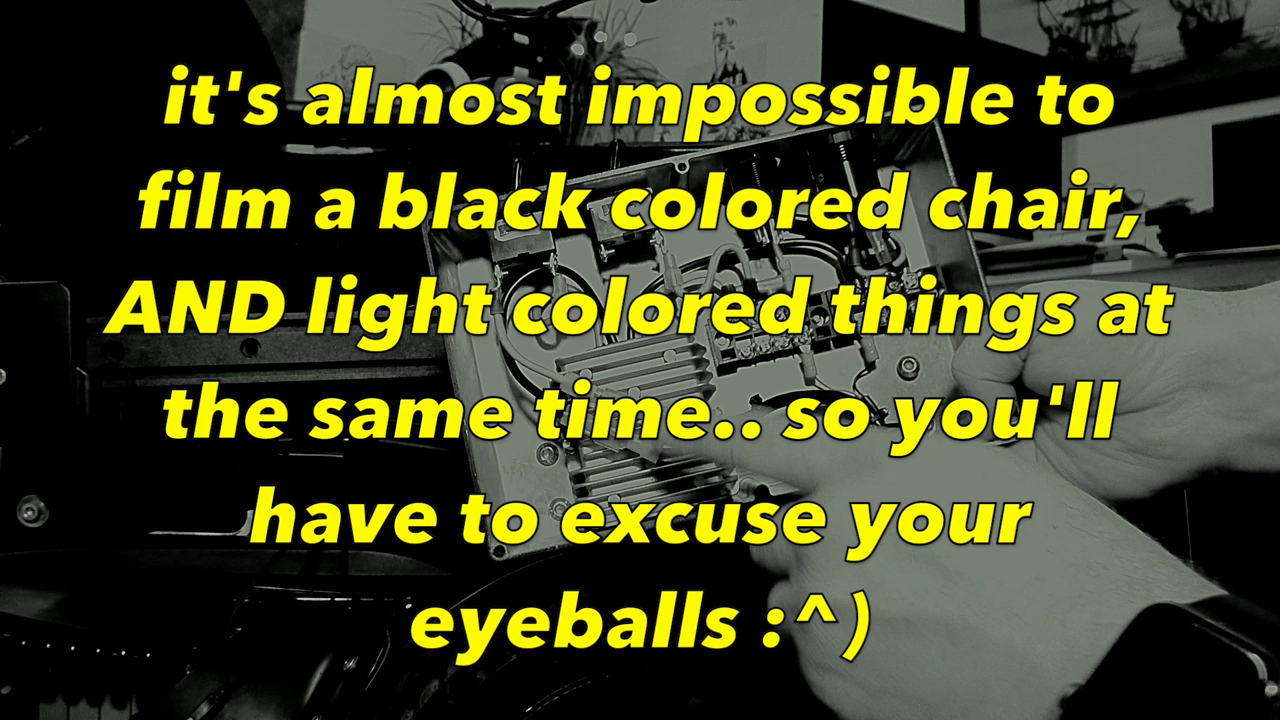 it's almost impossible to
film a black colored chair,
AND light colored things at
the same time.. so you'll
have to excuse your
eyeballs :^)